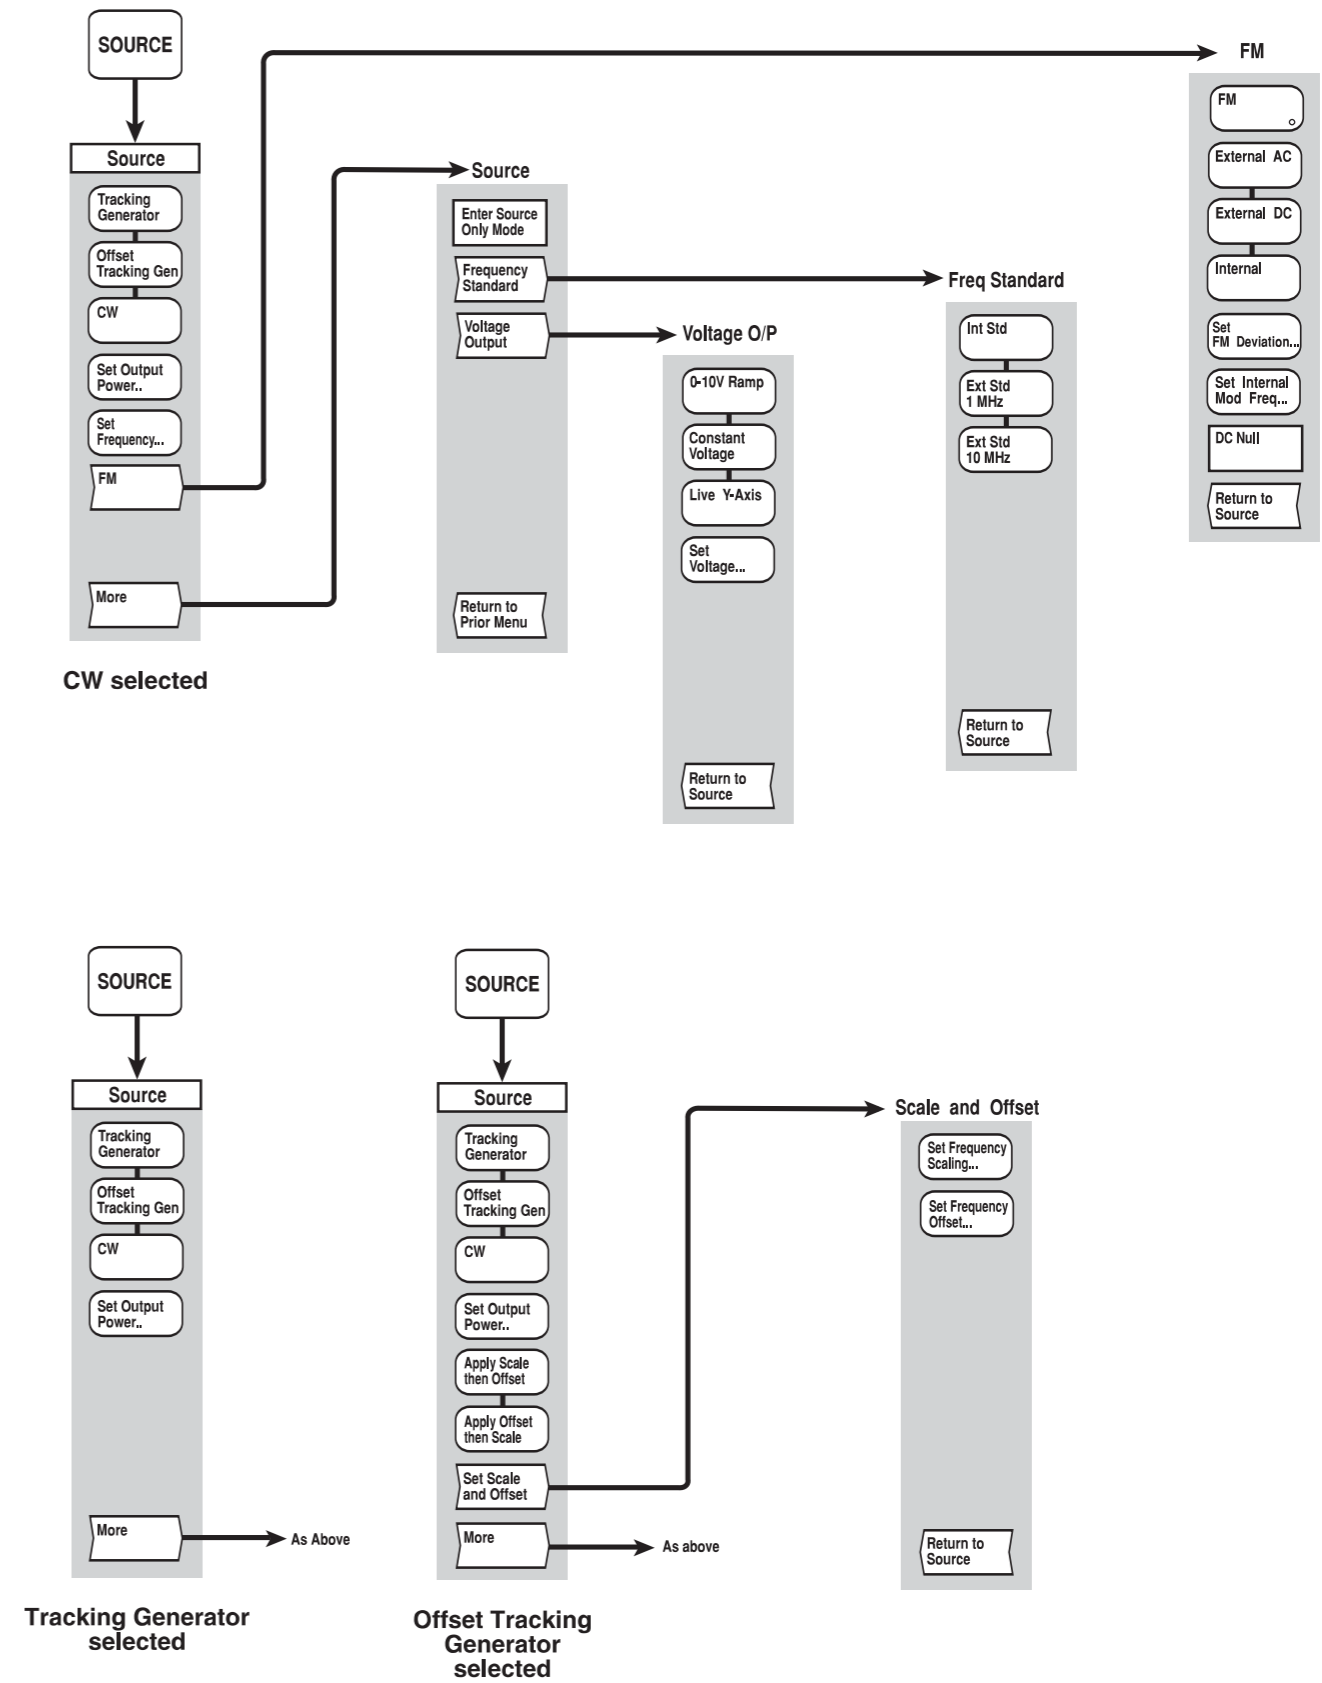 SOURCE
Source
Tracking
Generator
Offset
Tracking Gen
CW
Set Output
Power..
Set
Frequency...
FM
More
CW selected
Source
Enter Source
Only Mode
Frequency
Standard
Voltage
Output
Return to
Prior Menu
Voltage O/P
0-10V Ramp
Constant
Voltage
Live Y-Axis
Set
Voltage...
Return to
Source
Freq Standard
Int Std
Ext Std
1 MHz
Ext Std
10 MHz
Return to
Source
FM
FM
External AC
External DC
Internal
Set
FM Deviation...
Set Internal
Mod Freq...
DC Null
Return to
Source
SOURCE
Source
Tracking
Generator
Offset
Tracking Gen
CW
Set Output
Power..
More
As Above
Tracking Generator
selected
SOURCE
Source
Tracking
Generator
Offset
Tracking Gen
CW
Set Output
Power..
Apply Scale
then Offset
Apply Offset
then Scale
Set Scale
and Offset
More
As above
Offset Tracking
Generator
selected
Scale and Offset
Set Frequency
Scaling...
Set Frequency
Offset...
Return to
Source